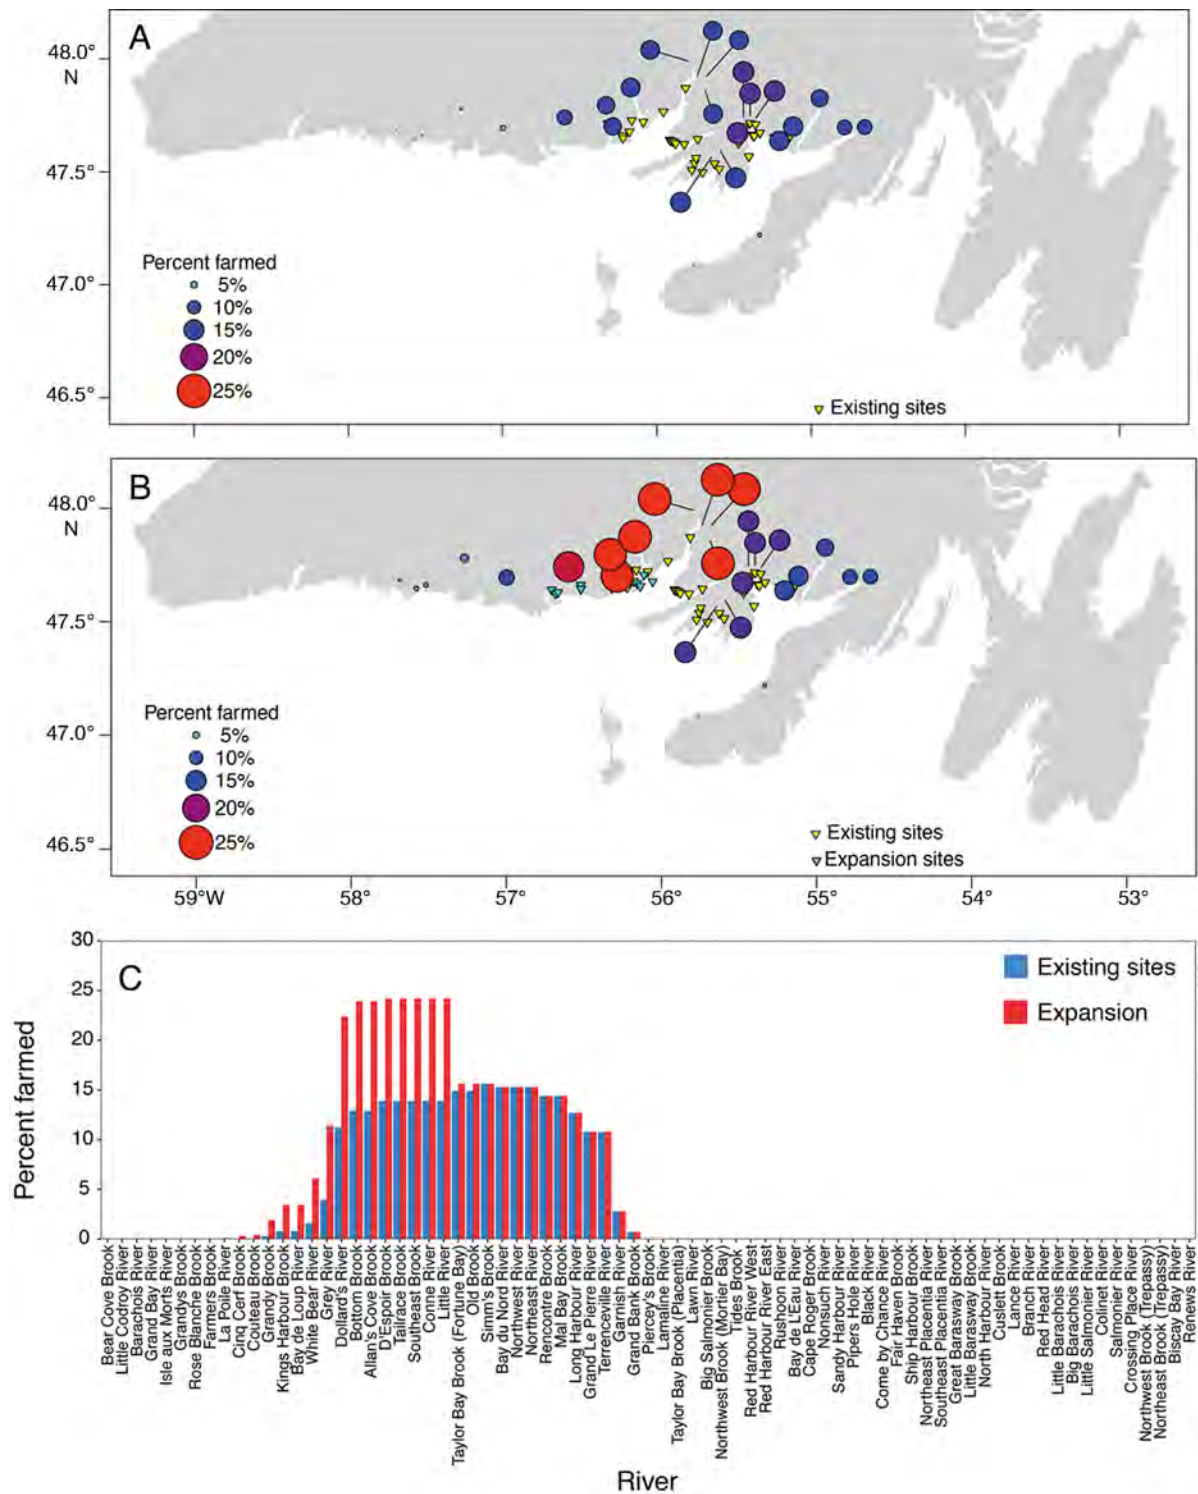 A
48.0°
N
47.5°
47.0°
46.5°
Percent farmed
5%
10%
15%
20%
25%
Existing sites
B
48.0°
N
47.5°
47.0°
46.5°
Percent farmed
5%
10%
15%
20%
25%
Existing sites
Expansion sites
59°W
58°
57°
56°
55°
54°
53°
C
Percent farmed
30
25
20
15
10
5
0
Existing sites
Expansion
Bear Cove Brook
Little Codroy River
Barachois River
Grand Bay River
Isle aux Morts River
Grandys Brook
Rose Blanche Brook
Farmers Brook
La Poile River
Cinq Cerf Brook
Couteau Brook
Grandy Brook
Kings Harbour Brook
Bay de Loup River
White Bear River
Grey River
Dollard's River
Bottom Brook
Allan's Cove Brook
D'Espoir Brook
Tailrace Brook
Southeast Brook
Conne River
Little River
Taylor Bay Brook (Fortune Bay)
Old Brook
Simm's Brook
Bay du Nord River
Northwest River
Northeast River
Rencontre Brook
Mal Bay Brook
Long Harbour River
Grand Le Pierre River
Terrenceville River
Garnish River
Grand Bank Brook
Piercey's Brook
Lamaline River
Taylor Bay Brook (Placentia)
Lawn River
Big Salmonier Brook
Northwest Brook (Mortier Bay)
Tides Brook
Red Harbour River West
Red Harbour River East
Rushoon River
Bay de L'Eau River
Cape Roger Brook
Nonsuch River
Sandy Harbour River
Pipers Hole River
Black River
Come by Chance River
Fair Haven Brook
Ship Harbour Brook
Northeast Placentia River
Southeast Placentia River
Great Barasway Brook
Little Barasway Brook
North Harbour River
Cuslett Brook
Lance River
Branch River
Red Head River
Little Barachois River
Big Barachois River
Little Salmonier River
Colinet River
Salmonier River
Crossing Place River
Northwest Brook (Trepassy)
Northeast Brook (Trepassy)
Biscay Bay River
Renews River
River